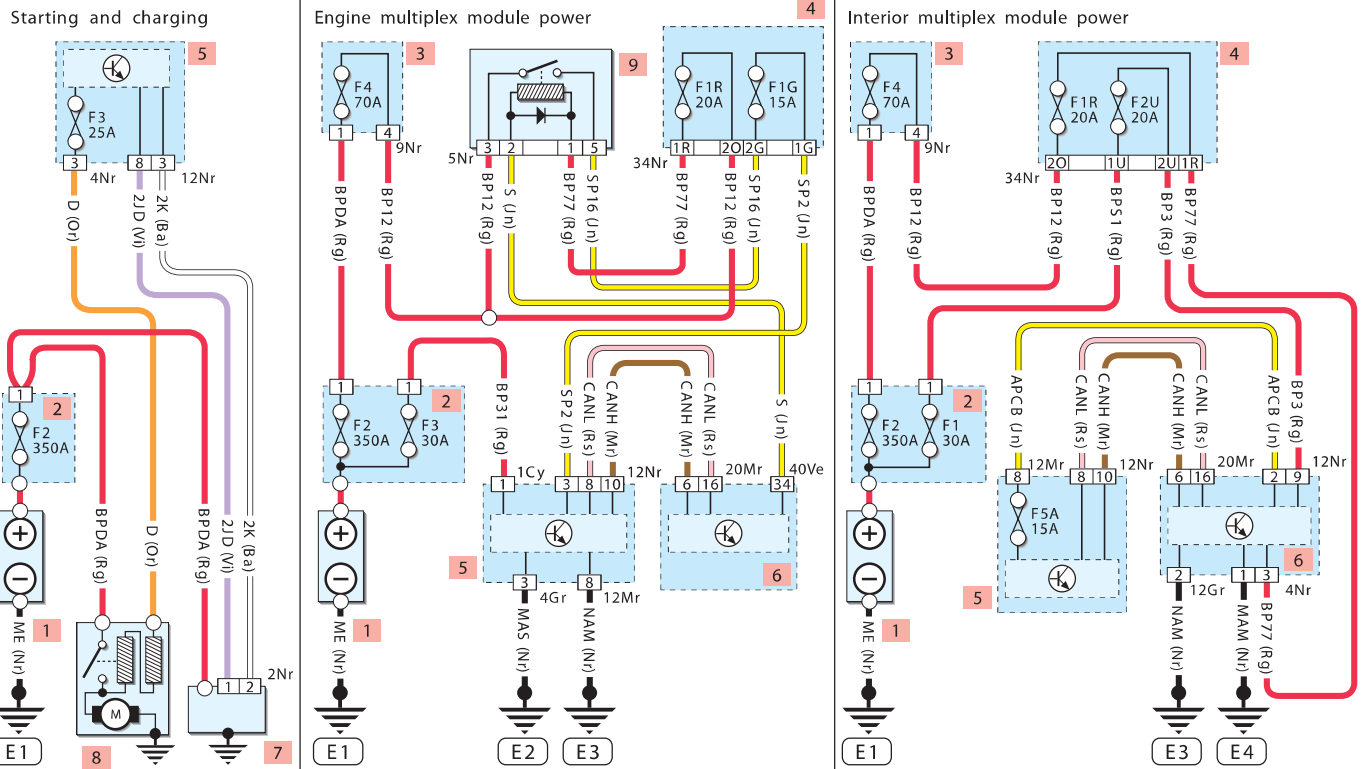 Starting and charging
5
F3
25A
3
8
3
4Nr
12Nr
D (Or)
2JD (Vi)
2K (Ba)
1
2
F2
350A
+
−
BPDA (Rg)
D (Or)
BPDA (Rg)
2JD (Vi)
2K (Ba)
ME (Nr)
1
M
1
2
2Nr
E1
8
7
Engine multiplex module power
4
3
F4
70A
1
4
9Nr
9
5Nr
3
2
1
5
F1R
20A
F1G
15A
34Nr
1R
2O
2G
1G
BPDA (Rg)
BP12 (Rg)
BP12 (Rg)
S (Jn)
BP77 (Rg)
SP16 (Jn)
BP77 (Rg)
BP12 (Rg)
SP16 (Jn)
SP2 (Jn)
1
1
2
F2
350A
F3
30A
BP31 (Rg)
SP2 (Jn)
CANL (Rs)
CANH (Mr)
CANH (Mr)
CANL (Rs)
S (Jn)
1Cy
12Nr
20Mr
40Ve
1
3
8
10
6
16
34
+
−
5
6
3
8
4Gr
12Mr
ME (Nr)
1
MAS (Nr)
NAM (Nr)
E1
E2
E3
Interior multiplex module power
3
F4
70A
1
4
9Nr
4
F1R
20A
F2U
20A
34Nr
2O
1U
2U
1R
BPDA (Rg)
BP12 (Rg)
BP12 (Rg)
BPS1 (Rg)
BP3 (Rg)
BP77 (Rg)
1
1
2
F2
350A
F1
30A
APCB (Jn)
CANL (Rs)
CANH (Mr)
CANH (Mr)
CANL (Rs)
APCB (Jn)
BP3 (Rg)
12Mr
12Nr
20Mr
12Nr
8
8
10
6
16
2
9
F5A
15A
+
−
5
6
2
1
3
12Gr
4Nr
ME (Nr)
1
NAM (Nr)
MAM (Nr)
BP77 (Rg)
E1
E3
E4